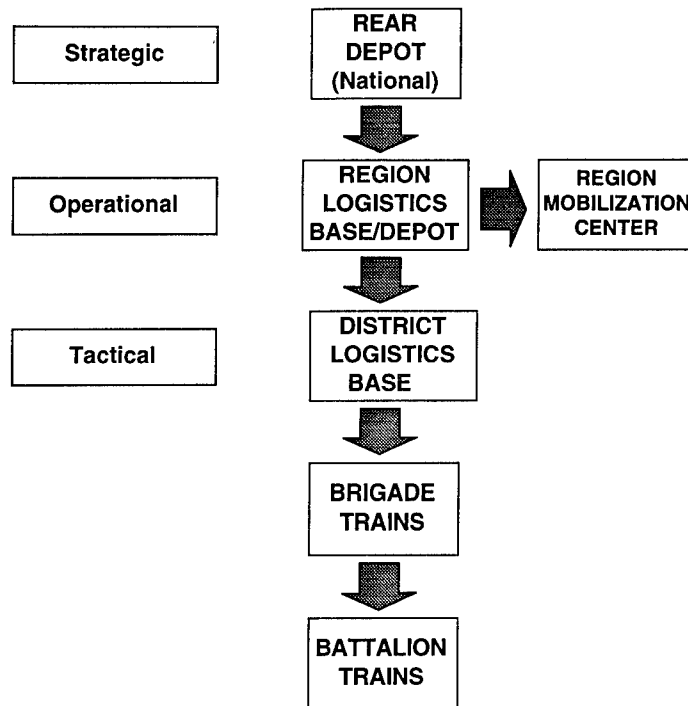 Strategic
REAR
DEPOT
(National)
Operational
REGION
LOGISTICS
BASE/DEPOT
REGION
MOBILIZATION
CENTER
Tactical
DISTRICT
LOGISTICS
BASE
BRIGADE
TRAINS
BATTALION
TRAINS